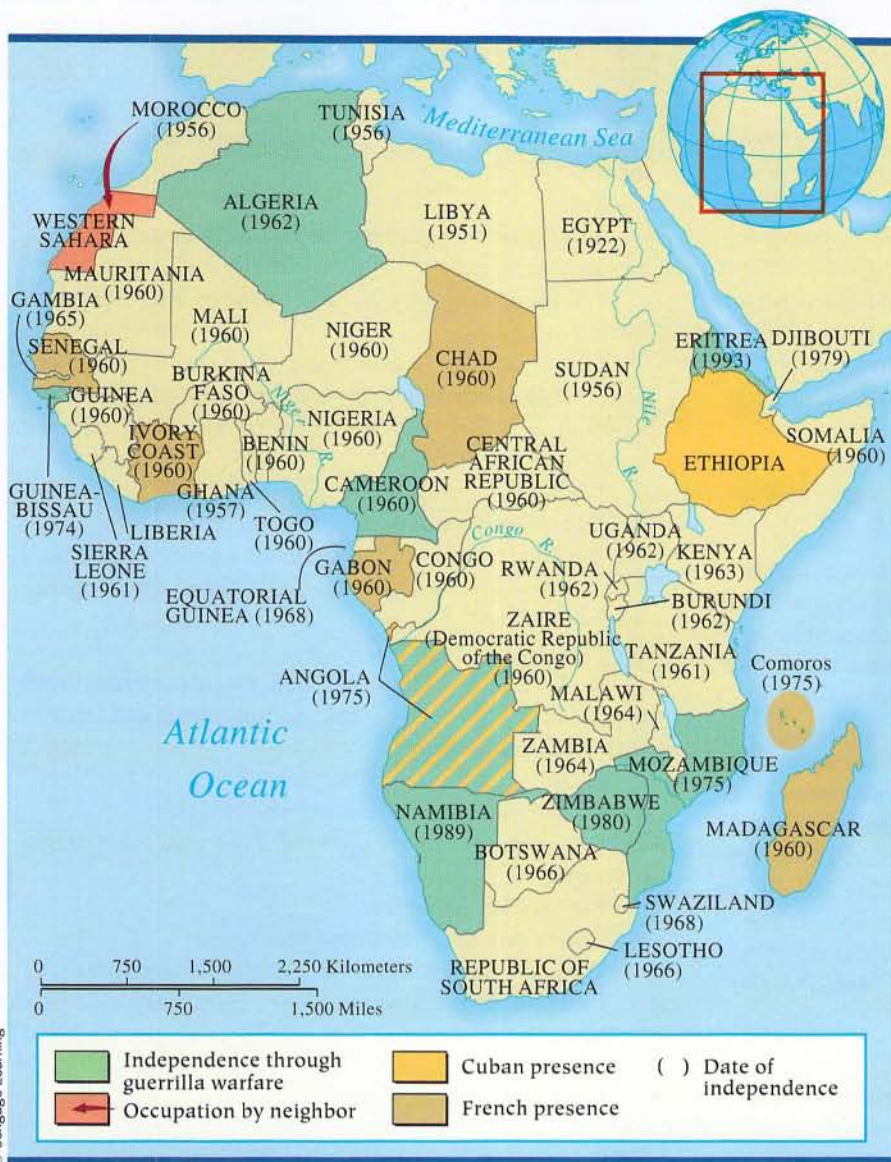 MOROCCO
(1956)
TUNISIA
(1956)
Mediterranean Sea
ALGERIA
(1962)
LIBYA
(1951)
EGYPT
(1922)
WESTERN
SAHARA
MAURITANIA
(1960)
GAMBIA
(1965)
MALI
(1960)
NIGER
(1960)
CHAD
(1960)
SUDAN
(1956)
Nile
R.
ERITREA
(1993)
DJIBOUTI
(1979)
SENEGAL
(1960)
GUINEA
(1960)
BURKINA
FASO
(1960)
Niger
R.
NIGERIA
(1960)
IVORY
COAST
(1960)
BENIN
(1960)
CENTRAL
AFRICAN
REPUBLIC
(1960)
ETHIOPIA
SOMALIA
(1960)
GUINEA-
BISSAU
(1974)
LIBERIA
SIERRA
LEONE
(1961)
GHANA
(1957)
TOGO
(1960)
CAMEROON
(1960)
EQUATORIAL
GUINEA (1968)
GABON
(1960)
CONGO
(1960)
Congo R.
UGANDA
(1962)
KENYA
(1963)
RWANDA
(1962)
BURUNDI
(1962)
ZAIRE
(Democratic Republic
of the Congo)
(1960)
TANZANIA
(1961)
Comoros
(1975)
ANGOLA
(1975)
MALAWI
(1964)
Atlantic
Ocean
ZAMBIA
(1964)
MOZAMBIQUE
(1975)
NAMIBIA
(1989)
ZIMBABWE
(1980)
BOTSWANA
(1966)
MADAGASCAR
(1960)
SWAZILAND
(1968)
LESOTHO
(1966)
REPUBLIC OF
SOUTH AFRICA
0 750 1,500 2,250 Kilometers
0 750 1,500 Miles
Independence through
guerrilla warfare
Occupation by neighbor
Cuban presence
French presence
( ) Date of
independence
© Cengage Learning